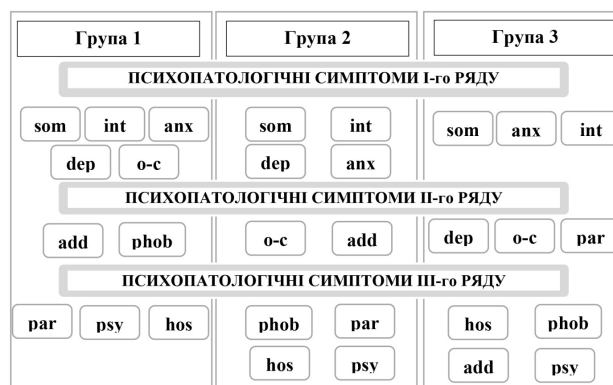 Група 1 Група 2 Група 3
ПСИХОПАТОЛОГІЧНІ СИМПТОМИ І-го РЯДУ
som int anx som int som anx int
dep o-c dep anx
ПСИХОПАТОЛОГІЧНІ СИМПТОМИ ІІ-го РЯДУ
add phob o-c add dep o-c par
ПСИХОПАТОЛОГІЧНІ СИМПТОМИ ІІІ-го РЯДУ
par psy hos phob par hos phob
hos psy add psy